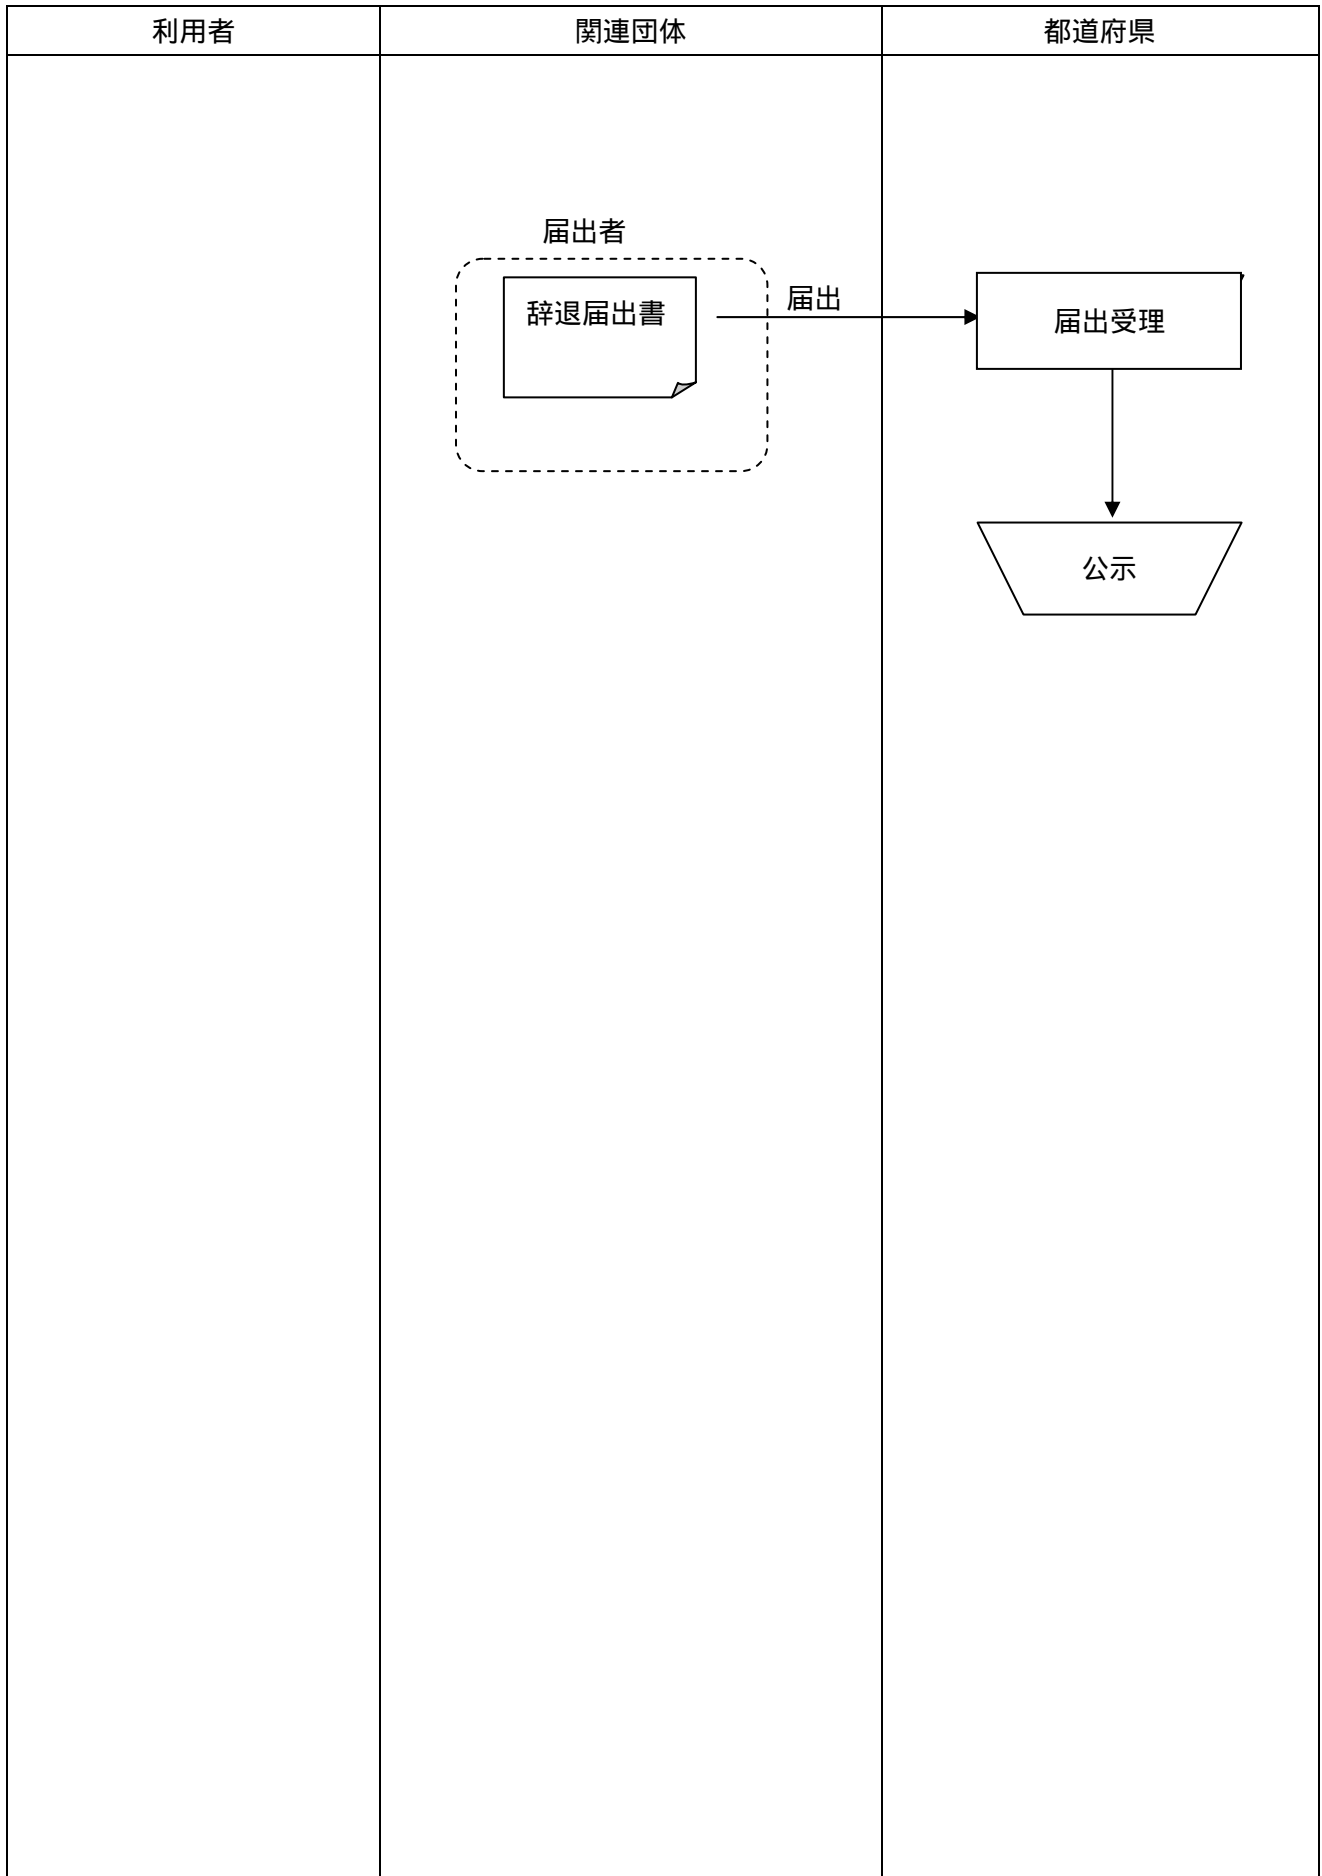 利用者
関連団体
都道府県
届出者
辞退届出書
届出
届出受理
公示